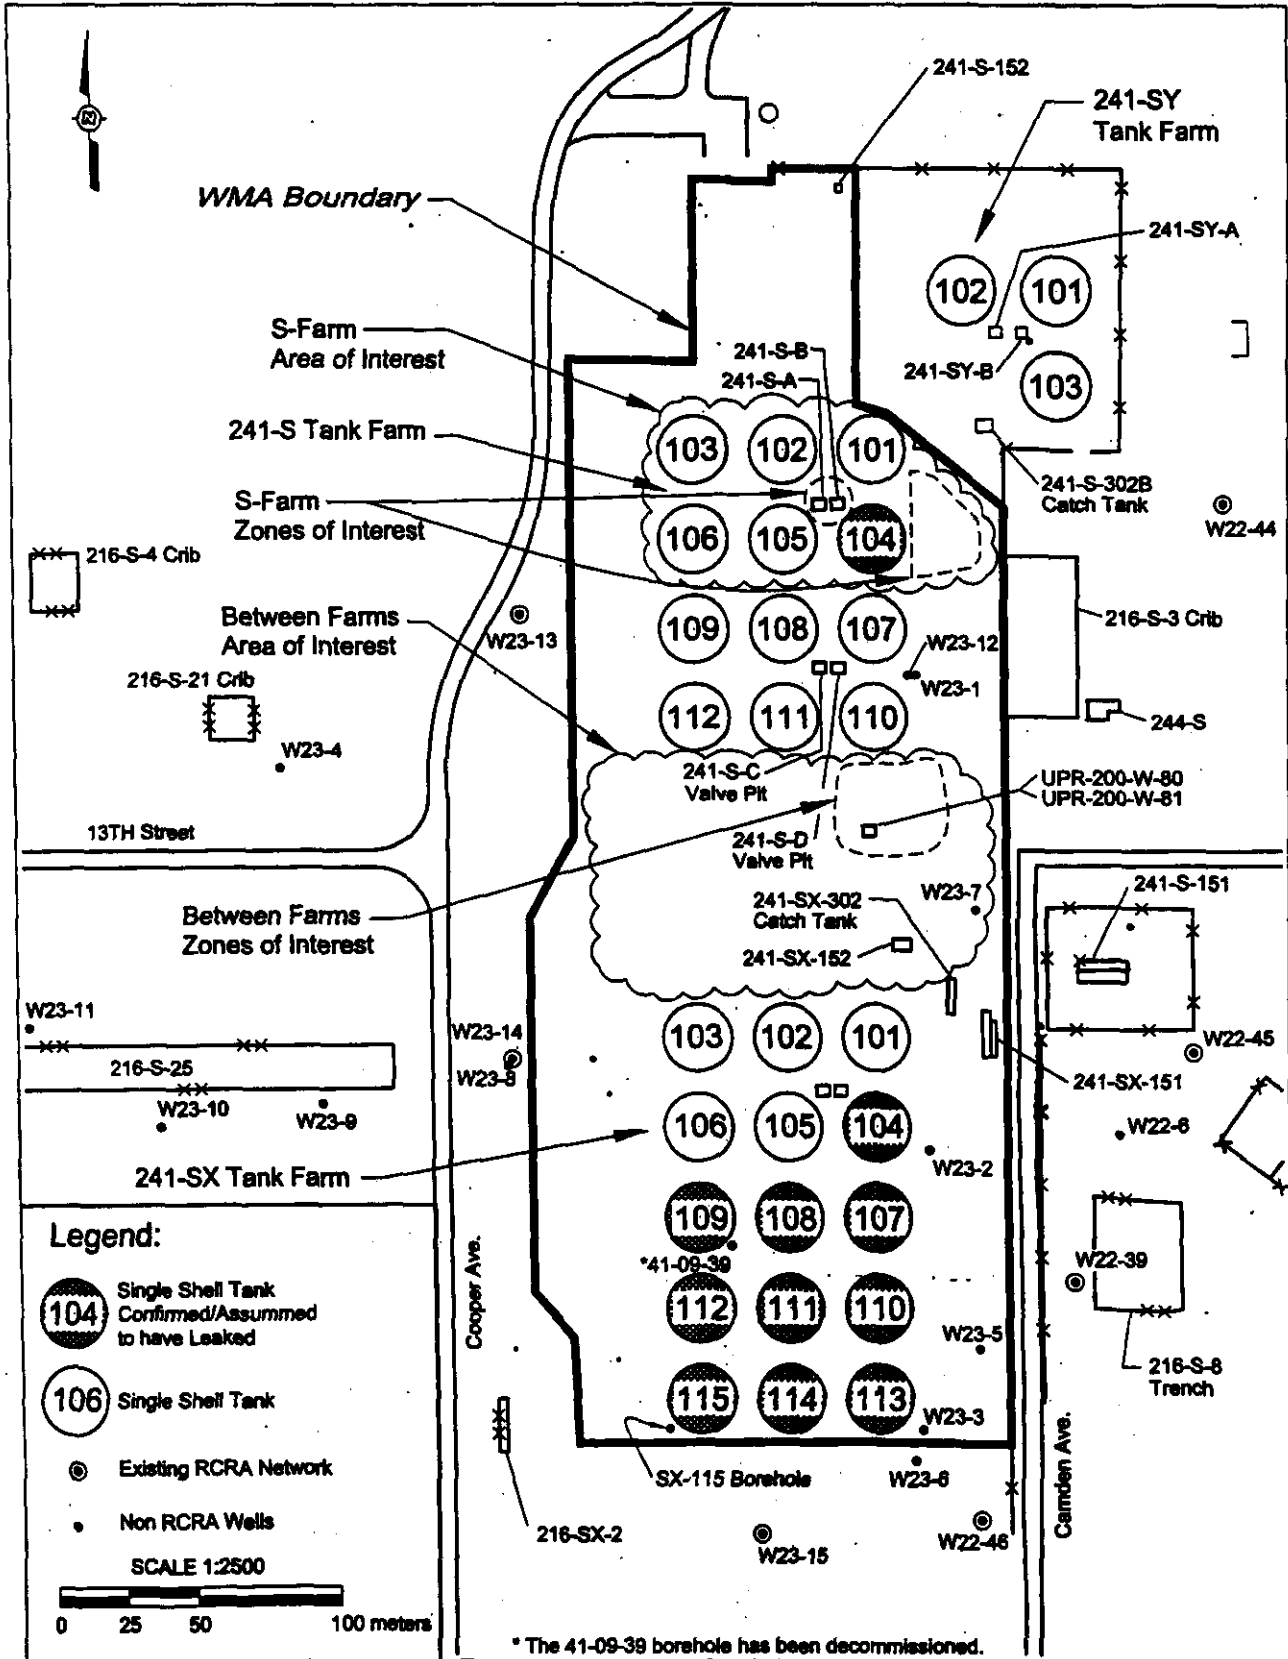 241-S-152
241-SY
Tank Farm
N
WMA Boundary
241-SY-A
102
101
S-Farm
Area of Interest
241-S-B
241-S-A
241-SY-B
103
241-S Tank Farm
103
102
101
241-S-302B
Catch Tank
S-Farm
Zones of Interest
W22-44
106
105
104
216-S-4 Crib
Between Farms
Area of Interest
W23-13
109
108
107
216-S-3 Crib
W23-12
W23-1
216-S-21 Crib
112
111
110
244-S
W23-4
241-S-C
Valve Pit
UPR-200-W-80
UPR-200-W-81
13TH Street
241-S-D
Valve Pit
241-S-151
Between Farms
Zones of Interest
241-SX-302
Catch Tank
W23-7
241-SX-152
W23-11
W23-14
103
102
101
W22-45
216-S-25
W23-8
241-SX-151
W23-10
W23-9
106
105
104
W22-6
W23-2
241-SX Tank Farm
109
108
107
Legend:
*41-09-39
W22-39
104
Single Shell Tank
Confirmed/Assummed
to have Leaked
Cooper Ave.
112
111
110
W23-5
216-S-8
Trench
106
Single Shell Tank
115
114
113
W23-3
Existing RCRA Network
SX-115 Borehole
W23-6
Camden Ave.
Non RCRA Wells
216-SX-2
W23-15
W22-46
SCALE 1:2500
0
25
50
100 meters
* The 41-09-39 borehole has been decommissioned.